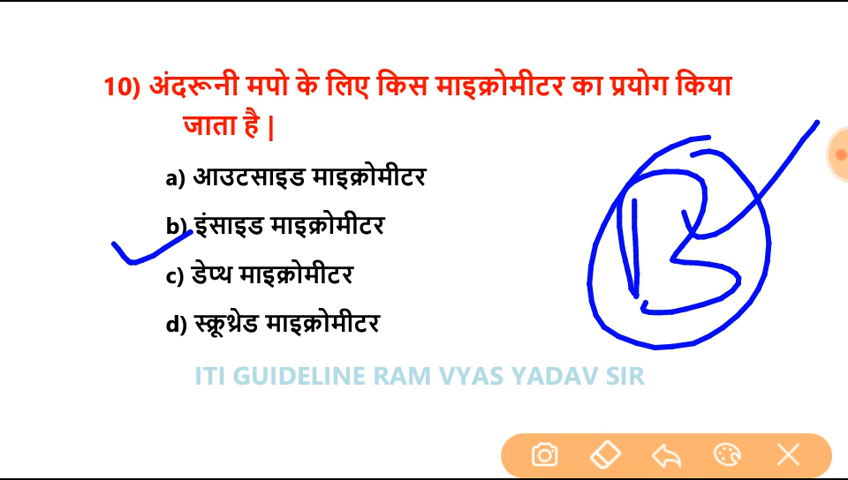 10) अंदरूनी मपो के लिए किस माइक्रोमीटर का प्रयोग किया
जाता है |
a) आउटसाइड माइक्रोमीटर
b) इंसाइड माइक्रोमीटर
c) डेप्थ माइक्रोमीटर
d) स्क्रूथ्रेड माइक्रोमीटर
B
ITI GUIDELINE RAM VYAS YADAV SIR